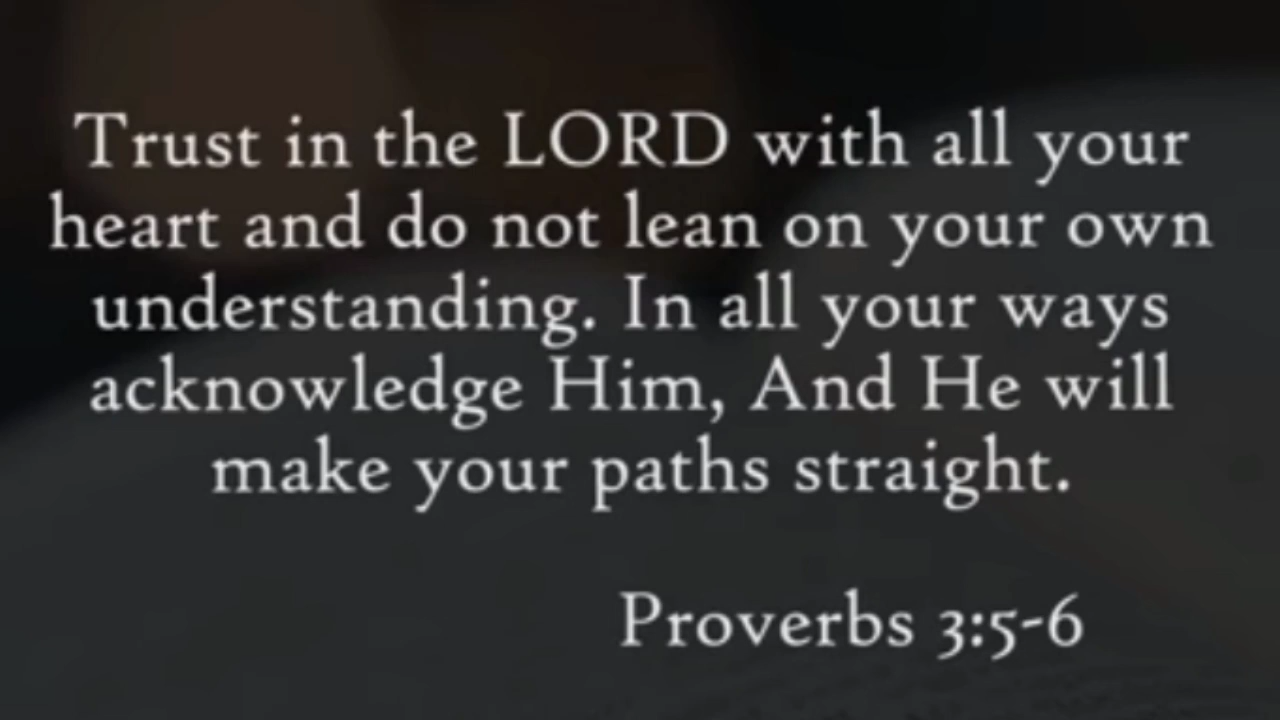 Trust in the LORD with all your
heart and do not lean on your own
understanding. In all your ways
acknowledge Him, And He will
make your paths straight.
Proverbs 3:5-6